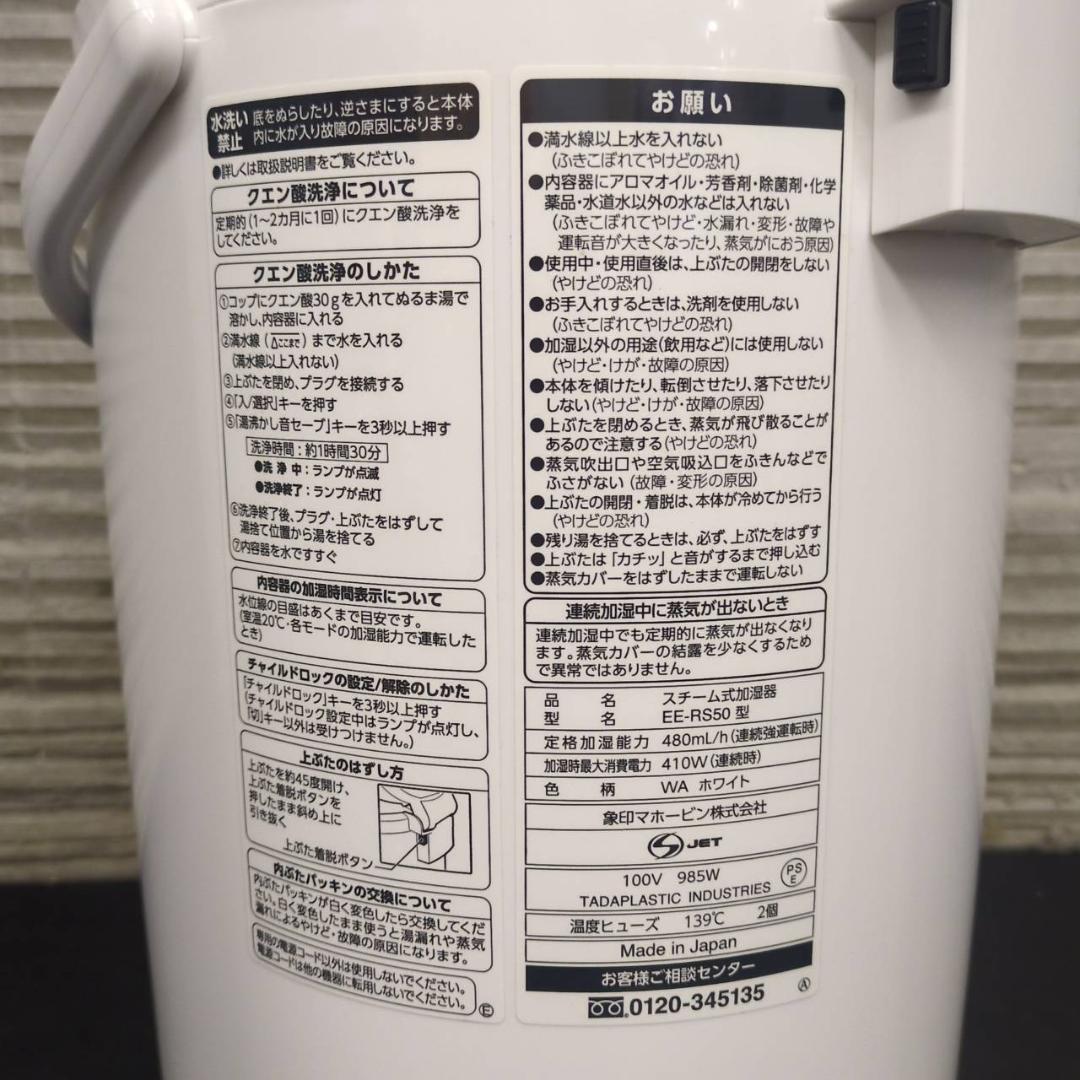 水洗い禁止
底をぬらしたり、逆さまにすると本体
内に水が入り故障の原因になります。
●詳しくは取扱説明書をご覧ください。
クエン酸洗浄について
定期的(1〜2カ月に1回)にクエン酸洗浄を
してください。
クエン酸洗浄のしかた
①コップにクエン酸30gを入れてぬるま湯で
溶かし、内容器に入れる
②満水線(△ここまで)まで水を入れる
(満水線以上入れない)
③上ぶたを閉め、プラグを接続する
④「入/選択」キーを押す
⑤「湯沸かし音セーブ」キーを3秒以上押す
洗浄時間:約1時間30分
●洗浄中:ランプが点滅
●洗浄終了:ランプが点灯
⑥洗浄終了後、プラグ・上ぶたをはずして
湯捨て位置から湯を捨てる
⑦内容器を水ですすぐ
内容器の加湿時間表示について
水位線の目盛はあくまで目安です。
(室温20℃・各モードの加湿能力で運転した
とき)
チャイルドロックの設定/解除のしかた
「チャイルドロック」キーを3秒以上押す
(チャイルドロック設定中はランプが点灯し、
「切」キー以外は受けつけません。)
上ぶたのはずし方
上ぶたを約45度開け、
上ぶた着脱ボタンを
押したまま斜め上に
引き抜く
上ぶた着脱ボタン
内ぶたパッキンの交換について
内ぶたパッキンが白く変色したら交換してくだ
さい。白く変色したまま使うと湯漏れや蒸気
漏れによるやけど・故障の原因になります。
専用の電源コード以外は使用しないでください。
電源コードは他の機器に転用しないでください。
Ⓔ
お願い
●満水線以上水を入れない
(ふきこぼれてやけどの恐れ)
●内容器にアロマオイル・芳香剤・除菌剤・化学
薬品・水道水以外の水などは入れない
(ふきこぼれてやけど・水漏れ・変形・故障や
運転音が大きくなったり、蒸気がにおう原因)
●使用中・使用直後は、上ぶたの開閉をしない
(やけどの恐れ)
●お手入れするときは、洗剤を使用しない
(ふきこぼれてやけどの恐れ)
●加湿以外の用途(飲用など)には使用しない
(やけど・けが・故障の原因)
●本体を傾けたり、転倒させたり、落下させたり
しない(やけど・けが・故障の原因)
●上ぶたを閉めるとき、蒸気が飛び散ることが
あるので注意する(やけどの恐れ)
●蒸気吹出口や空気吸込口をふきんなどで
ふさがない(故障・変形の原因)
●上ぶたの開閉・着脱は、本体が冷めてから行う
(やけどの恐れ)
●残り湯を捨てるときは、必ず、上ぶたをはずす
●上ぶたは「カチッ」と音がするまで押し込む
●蒸気カバーをはずしたままで運転しない
連続加湿中に蒸気が出ないとき
連続加湿中でも定期的に蒸気が出なくなり
ます。蒸気カバーの結露を少なくするため
で異常ではありません。
品名 スチーム式加湿器
型名 EE-RS50型
定格加湿能力 480mL/h(連続強運転時)
加湿時最大消費電力 410W(連続時)
色柄 WA ホワイト
象印マホービン株式会社
JET
100V 985W
TADAPLASTIC INDUSTRIES
PS
E
温度ヒューズ 139℃ 2個
Made in Japan
お客様ご相談センター
0120-345135
Ⓐ